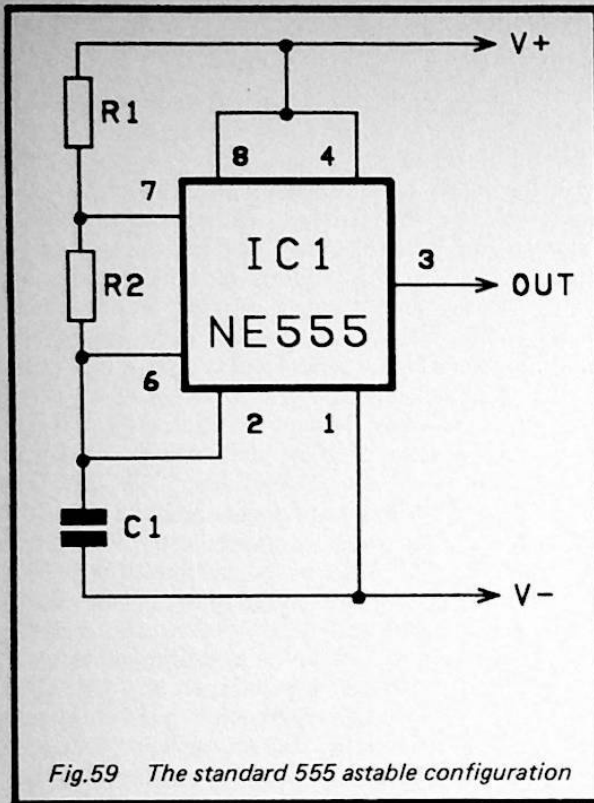 V+
R1
8 4
7
IC1
3
OUT
R2
NE555
6
2 1
C1
V-
Fig.59 The standard 555 astable configuration